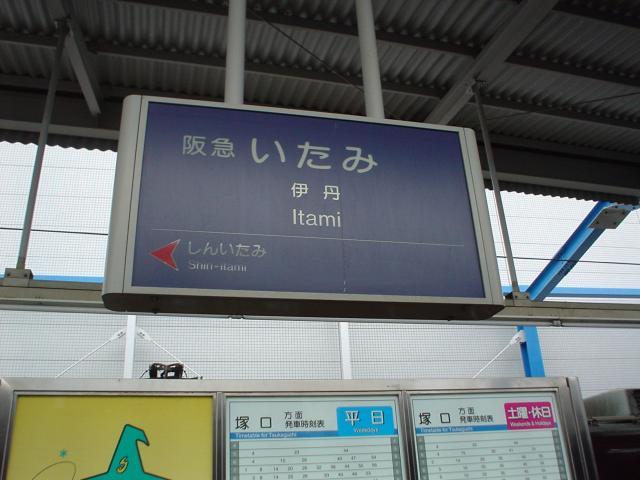 阪急 いたみ
伊丹
Itami
しんいたみ
Shin-itami
塚口 方面 発車時刻表 平日
Weekdays
Timetable for Tsukaguchi
塚口 方面 発車時刻表 土曜・休日
Weekends & Holidays
Timetable for Tsukaguchi